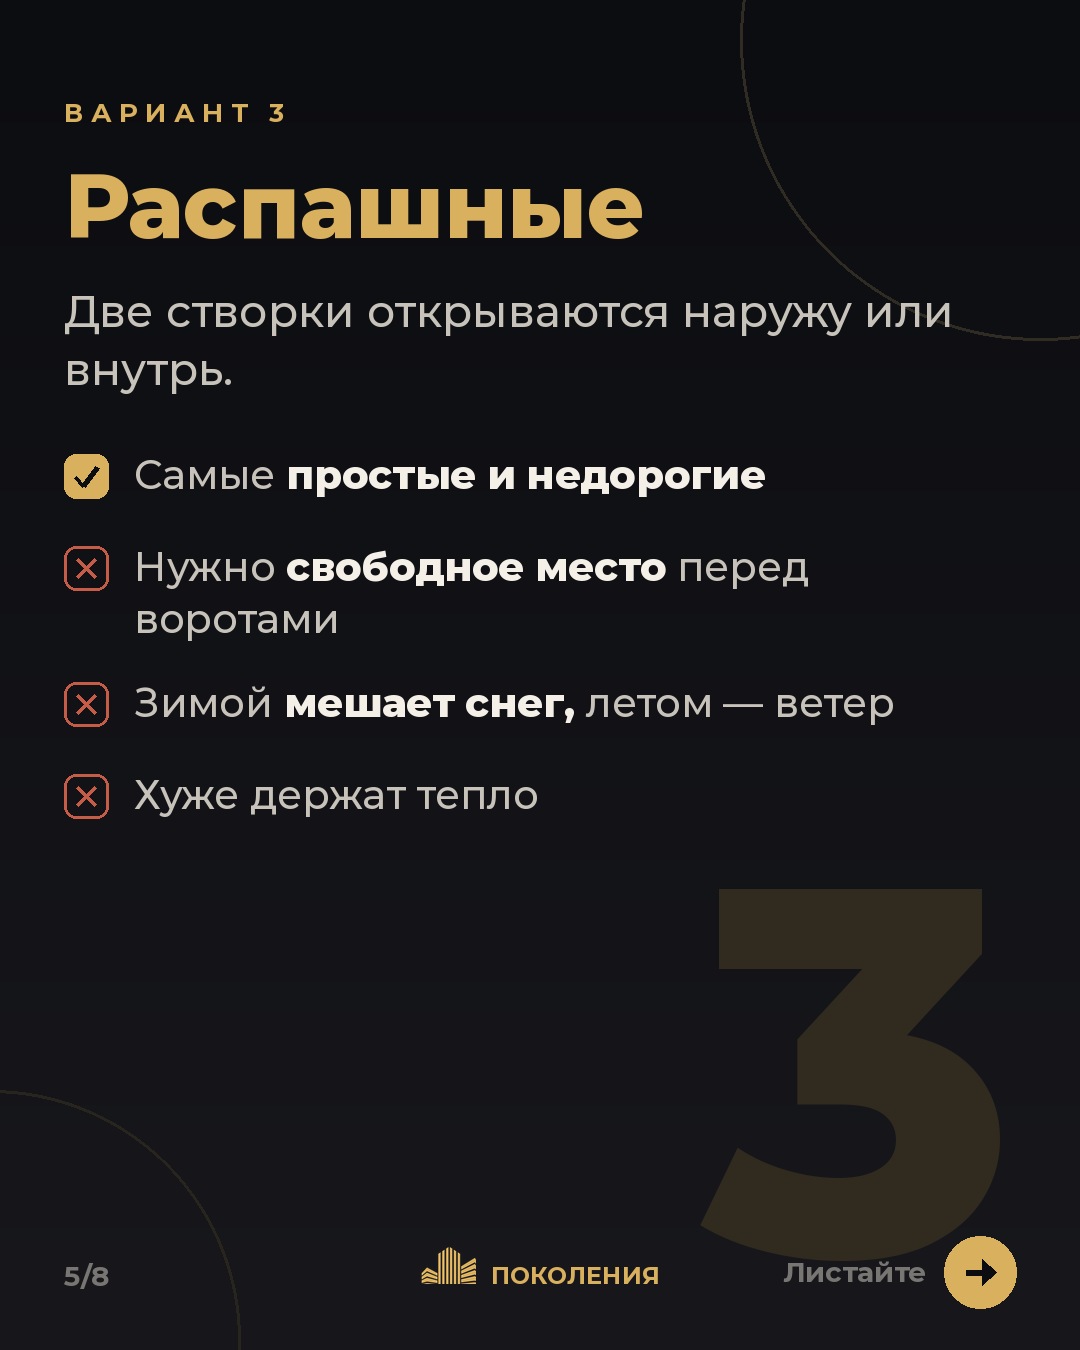 ВАРИАНТ 3
Распашные
Две створки открываются наружу или
внутрь.
Самые простые и недорогие
Нужно свободное место перед
воротами
Зимой мешает снег, летом — ветер
Хуже держат тепло
3
5/8
ПОКОЛЕНИЯ
Листайте